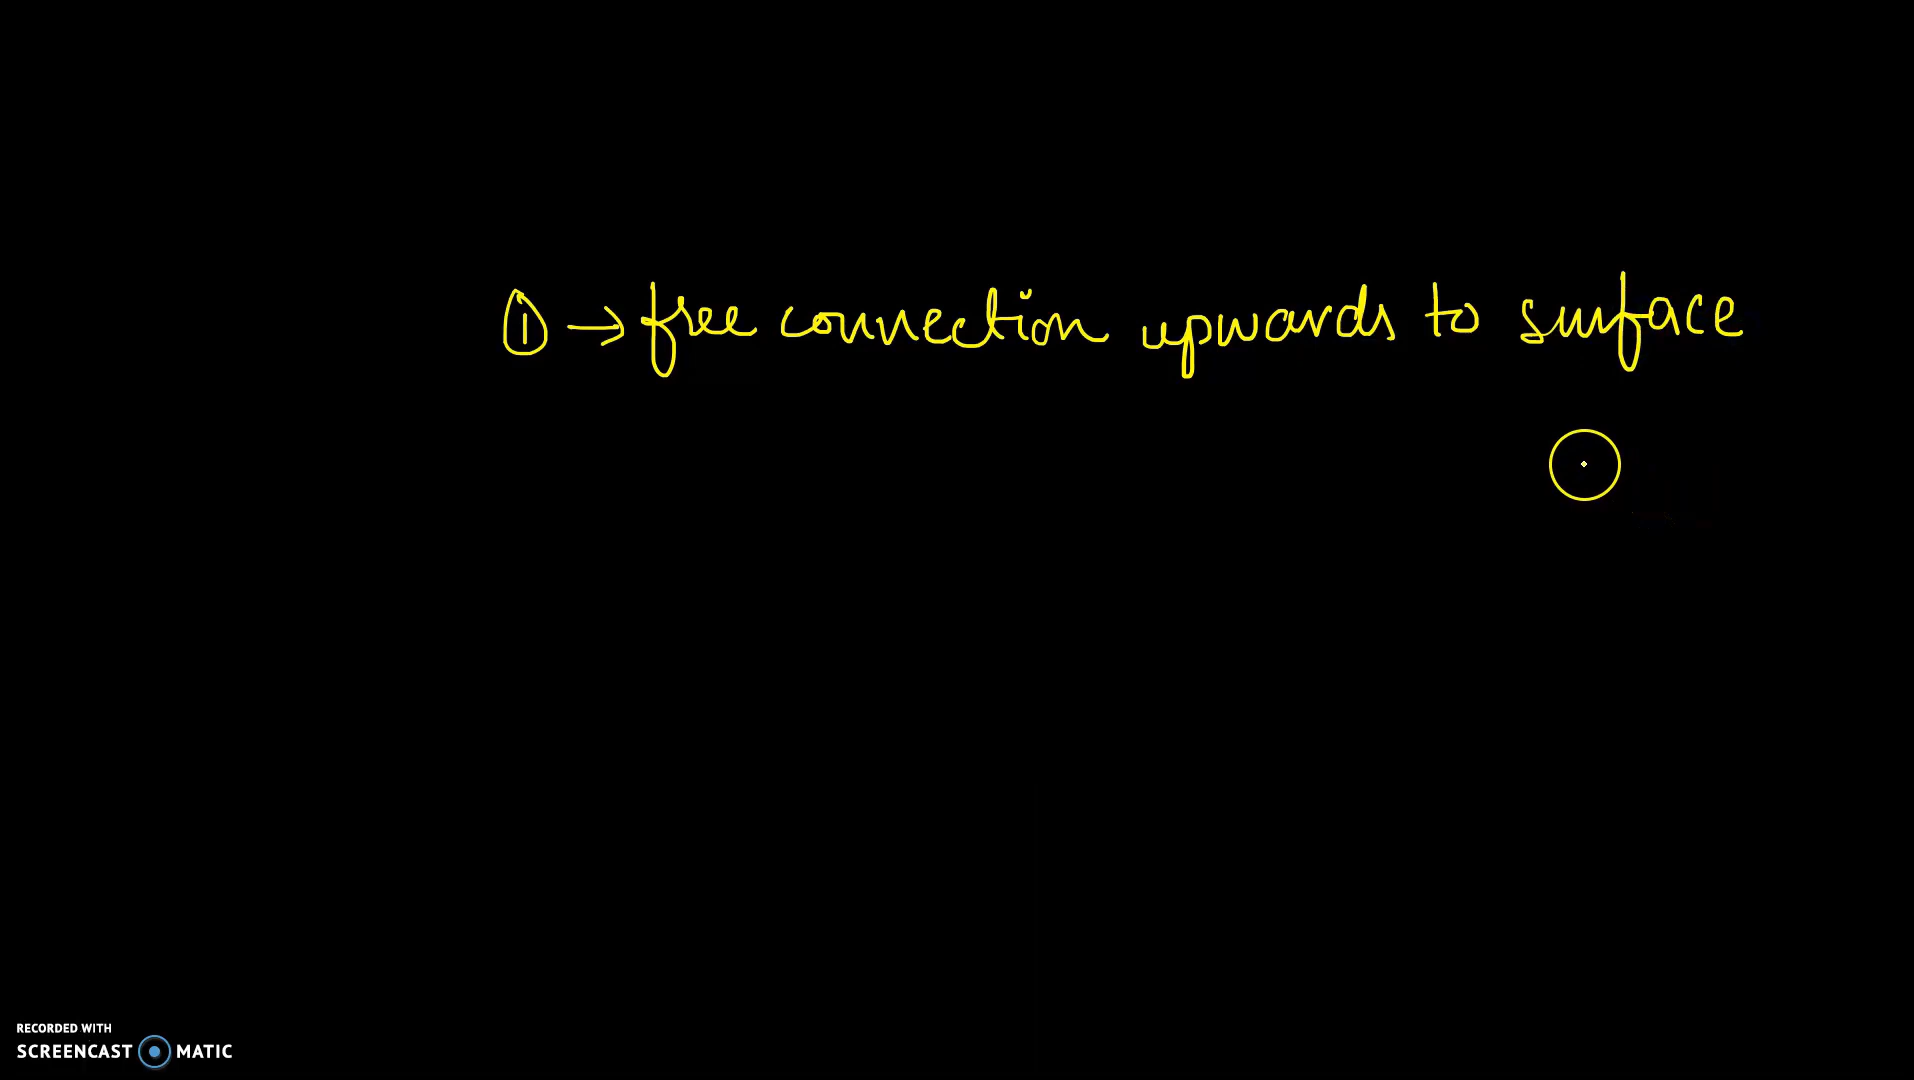 ① → free connection upwards to surface
RECORDED WITH
SCREENCAST MATIC